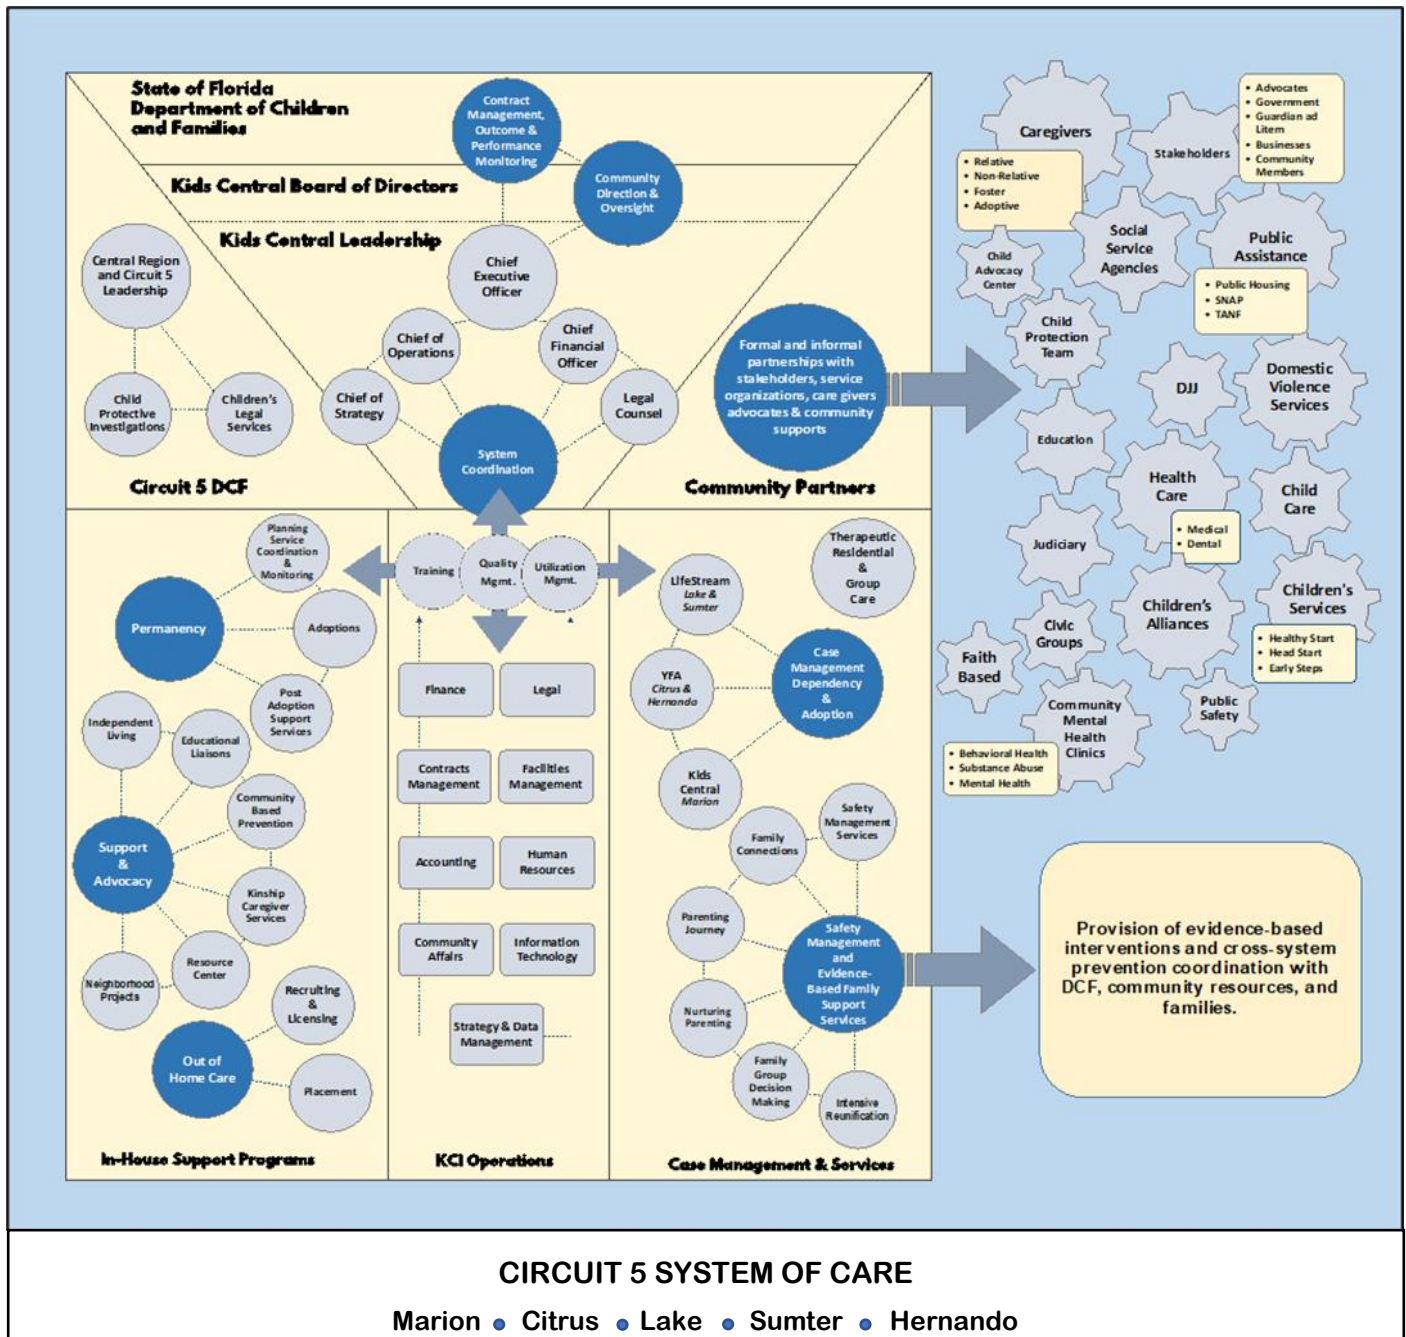 State of Florida
Department of Children
and Families
Contract
Management,
Outcome &
Performance
Monitoring
Kids Central Board of Directors
Community
Direction &
Oversight
Kids Central Leadership
Central Region
and Circuit 5
Leadership
Child
Protective
Investigations
Children's
Legal
Services
Circuit 5 DCF
Chief
Executive
Officer
Chief of
Operations
Chief
Financial
Officer
Chief of
Strategy
Legal
Counsel
System
Coordination
Formal and informal
partnerships with
stakeholders, service
organizations, care givers
advocates & community
supports
Community Partners
Planning
Service
Coordination
&
Monitoring
Permanency
Adoptions
Post
Adoption
Support
Services
Independent
Living
Educational
Liaisons
Community
Based
Prevention
Support
&
Advocacy
Kinship
Caregiver
Services
Resource
Center
Neighborhood
Projects
Recruiting
&
Licensing
Out of
Home Care
Placement
In-House Support Programs
Training
Quality
Mgmt.
Utilization
Mgmt.
Finance
Legal
Contracts
Management
Facilities
Management
Accounting
Human
Resources
Community
Affairs
Information
Technology
Strategy & Data
Management
KCI Operations
Therapeutic
Residential
&
Group
Care
LifeStream
Lake &
Sumter
YFA
Citrus &
Hernando
Case
Management
Dependency
&
Adoption
Kids
Central
Marion
Safety
Management
Services
Family
Connections
Parenting
Journey
Safety
Management
and
Evidence-
Based Family
Support
Services
Nurturing
Parenting
Family
Group
Decision
Making
Intensive
Reunification
Case Management & Services
Caregivers
• Relative
• Non-Relative
• Foster
• Adoptive
Stakeholders
• Advocates
• Government
• Guardian ad
Litem
• Businesses
• Community
Members
Child
Advocacy
Center
Social
Service
Agencies
Public
Assistance
• Public Housing
• SNAP
• TANF
Child
Protection
Team
DJJ
Domestic
Violence
Services
Education
Health
Care
• Medical
• Dental
Child
Care
Judiciary
Children's
Alliances
Children's
Services
• Healthy Start
• Head Start
• Early Steps
Civic
Groups
Faith
Based
Community
Mental
Health
Clinics
• Behavioral Health
• Substance Abuse
• Mental Health
Public
Safety
Provision of evidence-based
interventions and cross-system
prevention coordination with
DCF, community resources, and
families.
CIRCUIT 5 SYSTEM OF CARE
Marion • Citrus • Lake • Sumter • Hernando